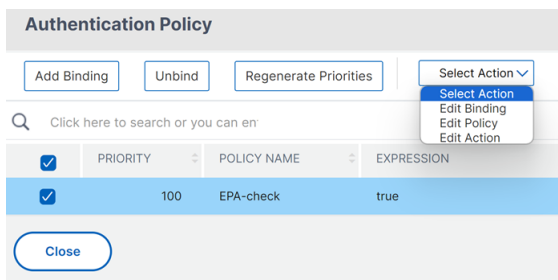 Authentication Policy
Add Binding
Unbind
Regenerate Priorities
Select Action
Select Action
Edit Binding
Edit Policy
Edit Action
Click here to search or you can en
PRIORITY
POLICY NAME
EXPRESSION
100
EPA-check
true
Close